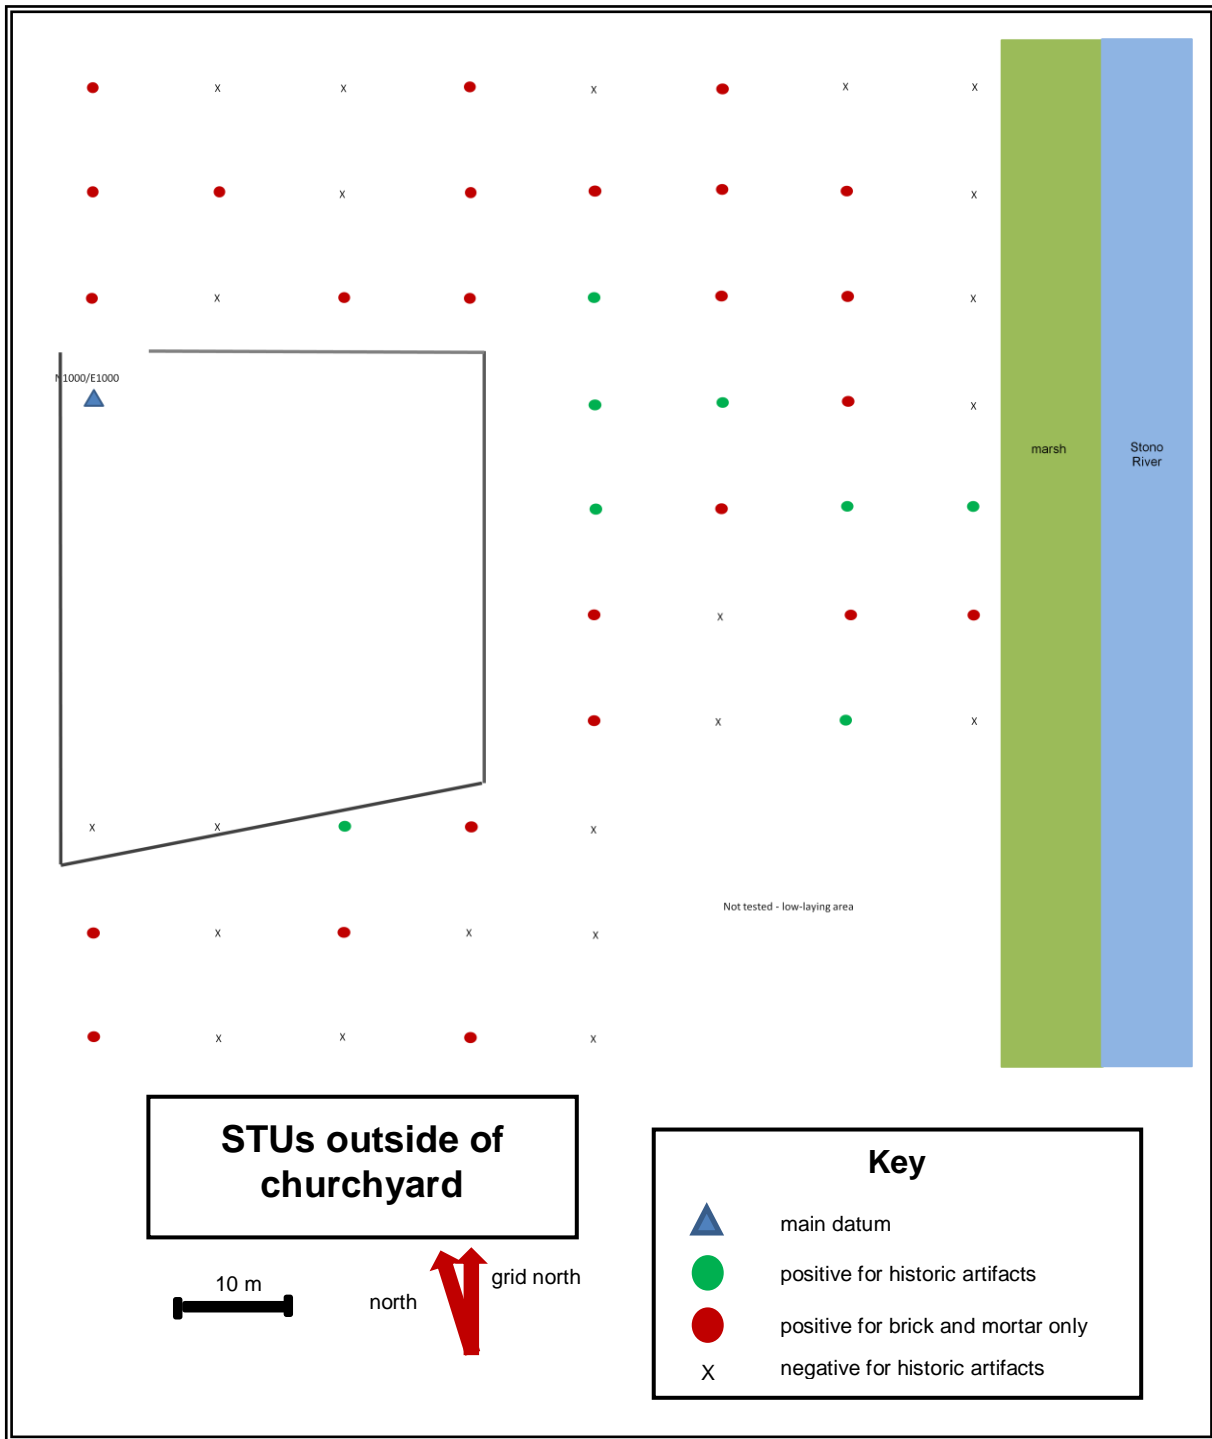 N1000/E1000
marsh
Stono
River
Not tested - low-laying area
STUs outside of
churchyard
10 m
north
grid north
Key
main datum
positive for historic artifacts
positive for brick and mortar only
X negative for historic artifacts